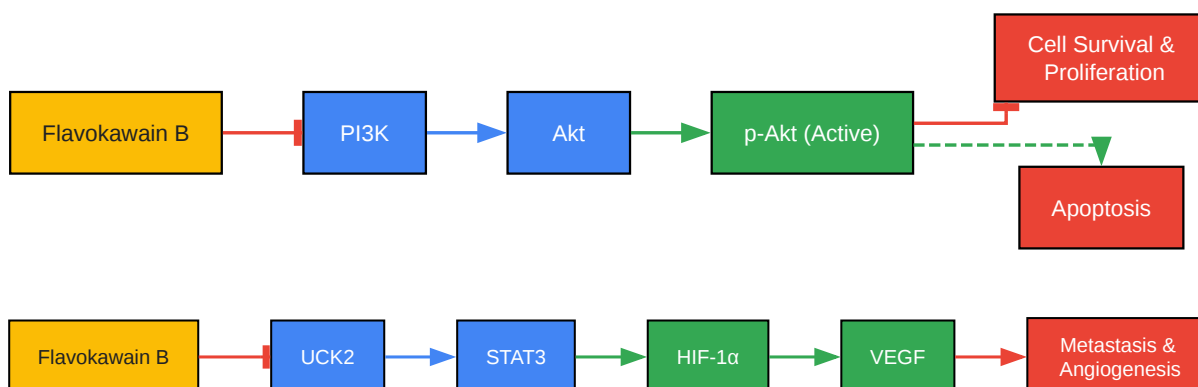 Cell Survival &
Proliferation
Flavokawain B
PI3K
Akt
p-Akt (Active)
Apoptosis
Flavokawain B
UCK2
STAT3
HIF-1α
VEGF
Metastasis &
Angiogenesis